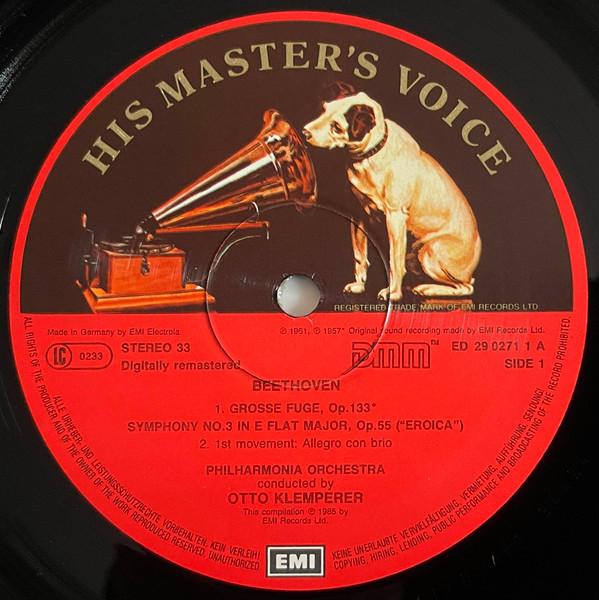 HIS MASTER'S VOICE
REGISTERED TRADE MARK OF EMI RECORDS LTD
Made in Germany by EMI Electrola
℗ 1961, ℗ 1957* Original sound recording made by EMI Records Ltd.
LC 0233
STEREO 33
Digitally remastered
DMM™
ED 29 0271 1 A
SIDE 1
BEETHOVEN
1. GROSSE FUGE, Op.133*
SYMPHONY NO.3 IN E FLAT MAJOR, Op.55 ("EROICA")
2. 1st movement: Allegro con brio
PHILHARMONIA ORCHESTRA
conducted by
OTTO KLEMPERER
This compilation ℗ 1985 by
EMI Records Ltd.
EMI
ALLE URHEBER- UND LEISTUNGSSCHUTZRECHTE VORBEHALTEN. KEIN VERLEIH! KEINE UNERLAUBTE VERVIELFÄLTIGUNG, VERMIETUNG, AUFFÜHRUNG, SENDUNG!
ALL RIGHTS OF THE PRODUCER AND OF THE OWNER OF THE WORK REPRODUCED RESERVED. UNAUTHORIZED COPYING, HIRING, LENDING, PUBLIC PERFORMANCE AND BROADCASTING OF THE RECORD PROHIBITED.